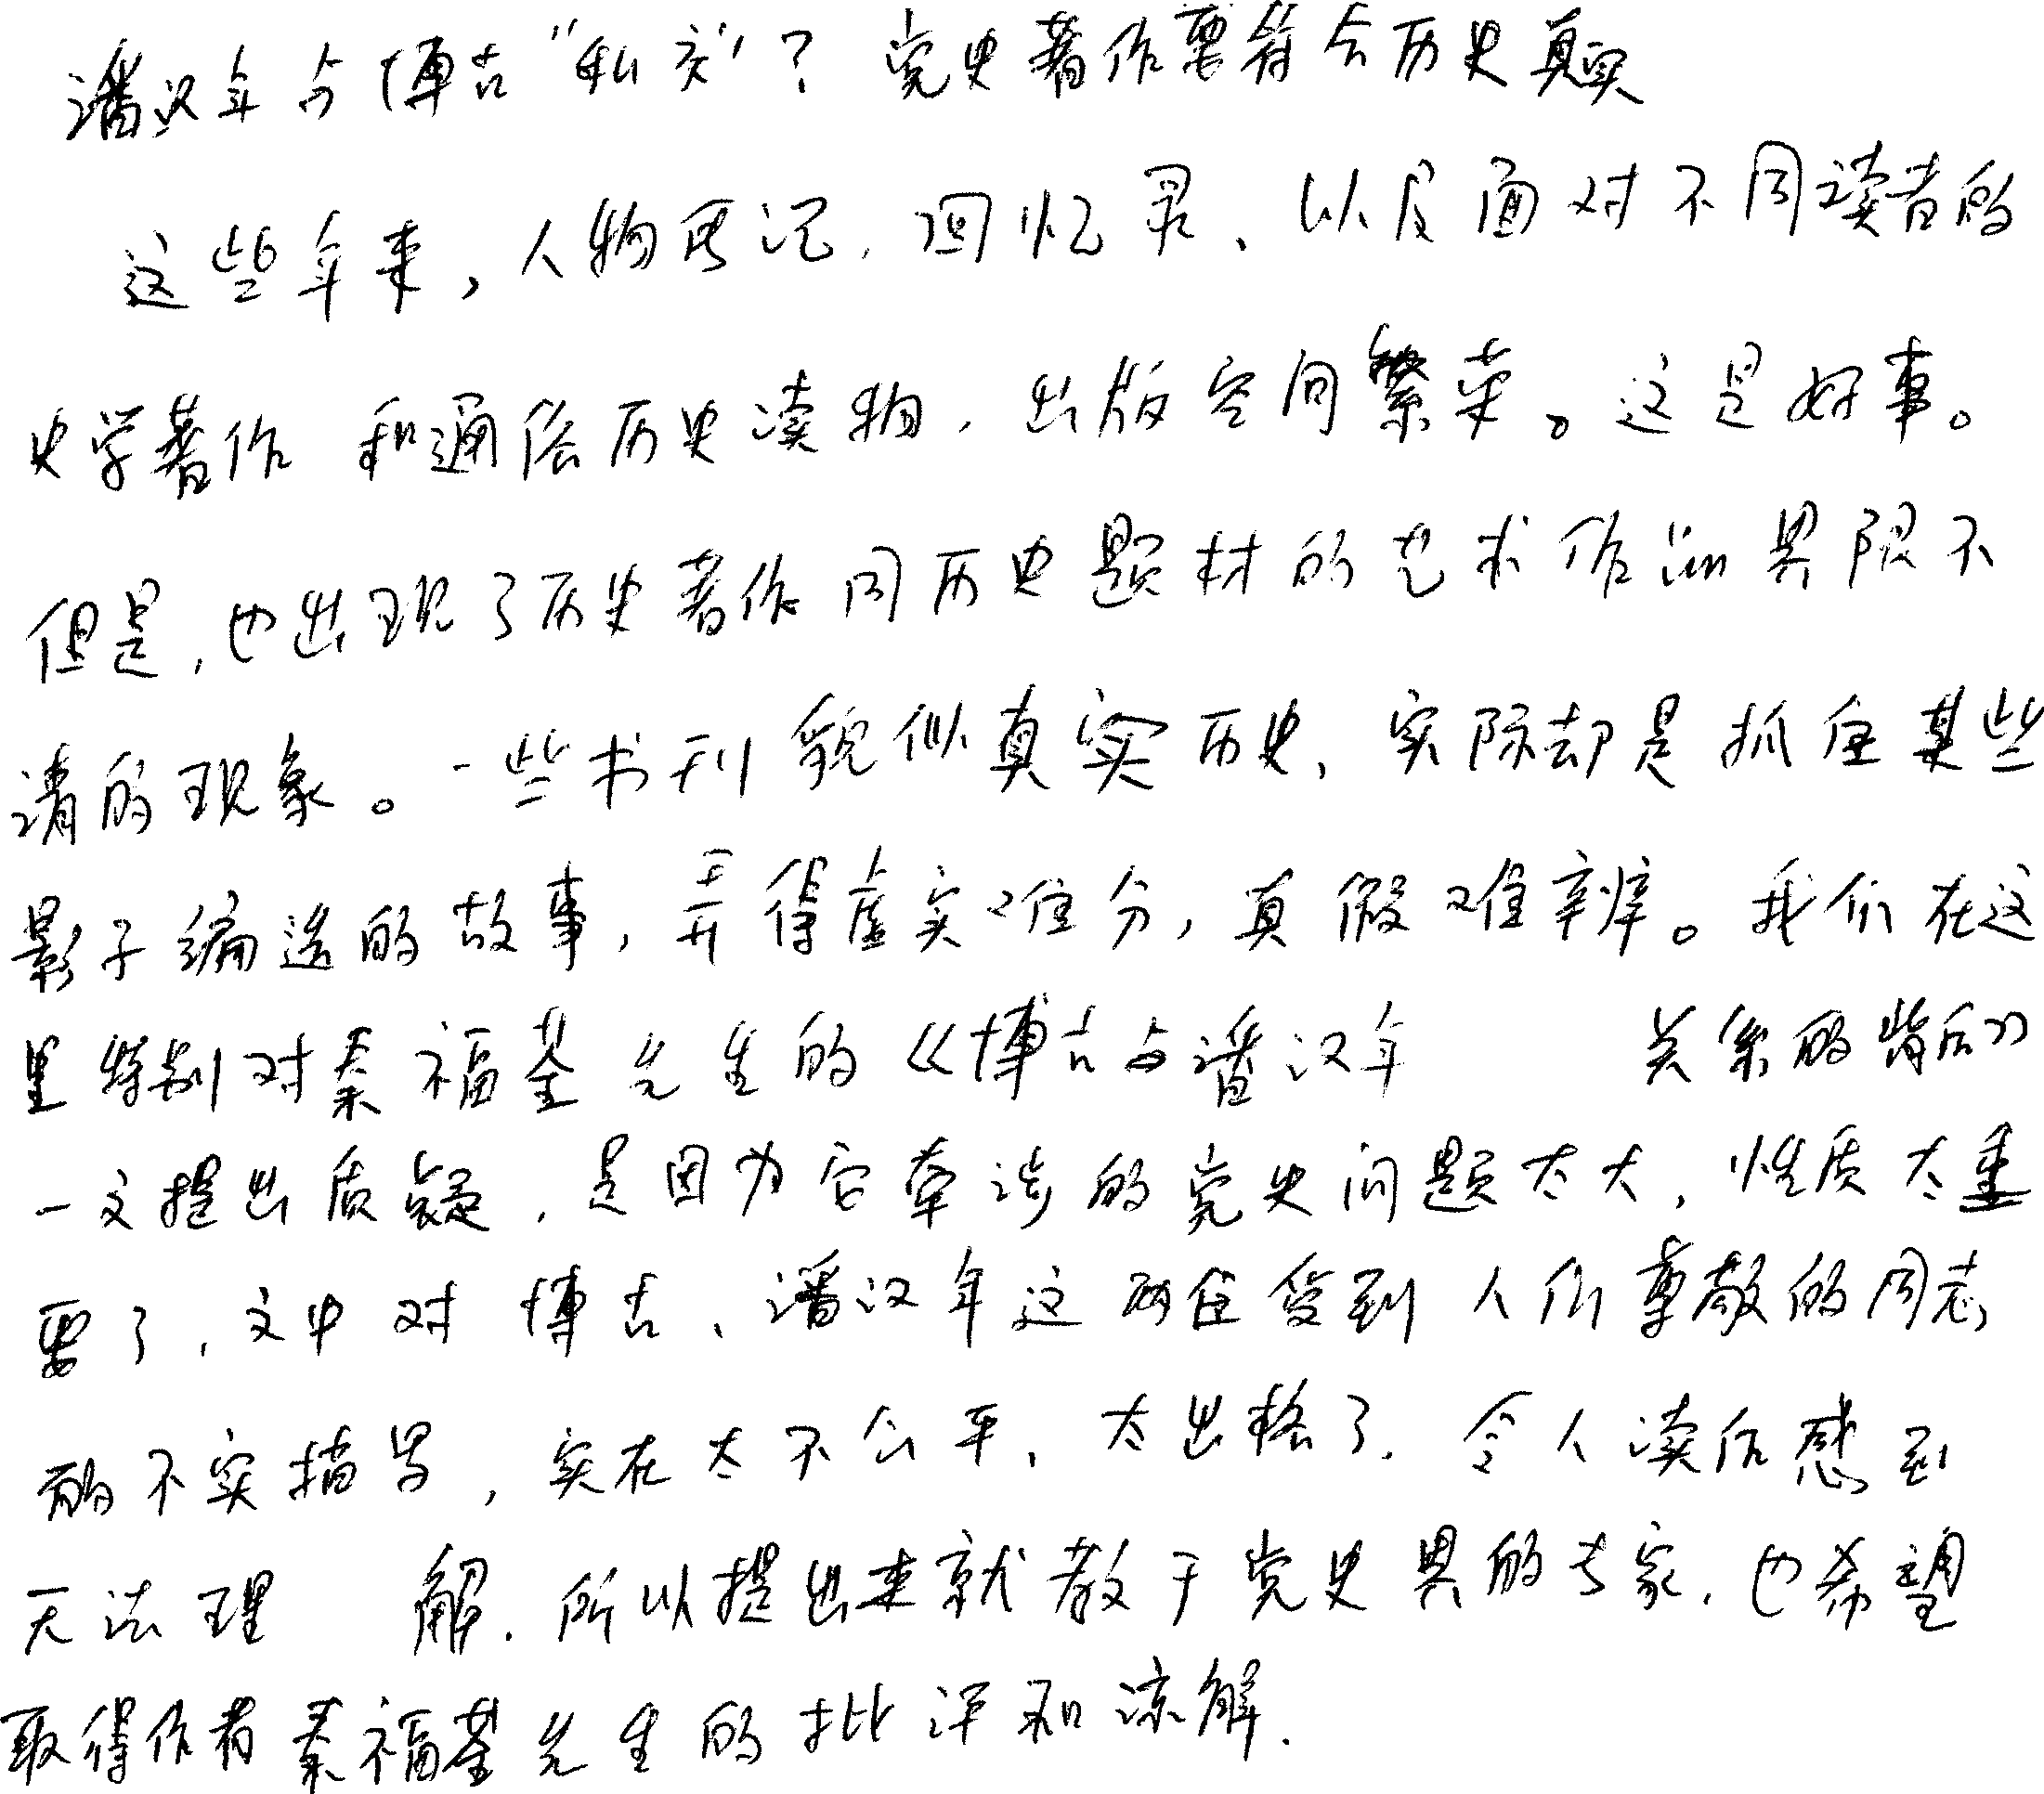 潘汉年与博古“私交”？党史著作要符合历史真实
这些年来，人物传记，回忆录、以及面对不同读者的
史学著作和通俗历史读物，出版空间繁荣。这是好事。
但是，也出现了历史著作同历史题材的艺术作品界限不
清的现象。一些书刊貌似真实历史，实际却是抓住某些
影子编造的故事，弄得虚实难分，真假难辨。我们在这
里特别对秦福荃先生的《博古与潘汉年关系的背后》
一文提出质疑，是因为它牵涉的党史问题太大，性质太重
要了，文中对博古、潘汉年这两位受到人们尊敬的同志
的不实描写，实在太不公平、太出格了，令人读后感到
无法理解．所以提出来就教于党史界的专家，也希望
取得作者秦福荃先生的批评和谅解．